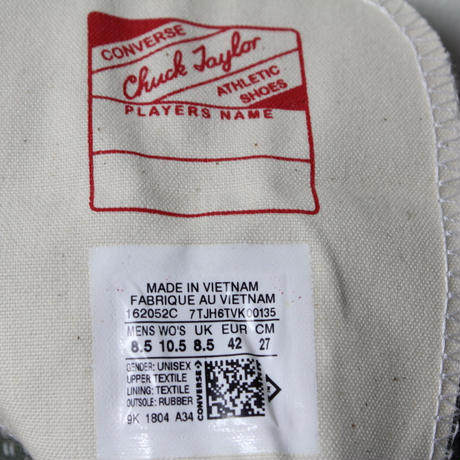 CONVERSE
Chuck Taylor
ATHLETIC
SHOES
PLAYERS NAME
MADE IN VIETNAM
FABRIQUE AU VIETNAM
162052C 7TJH6TVK00135
MENS WO'S UK EUR CM
8.5 10.5 8.5 42 27
GENDER: UNISEX
UPPER: TEXTILE
LINING: TEXTILE
OUTSOLE: RUBBER
9K 1804 A34
CONVERSE